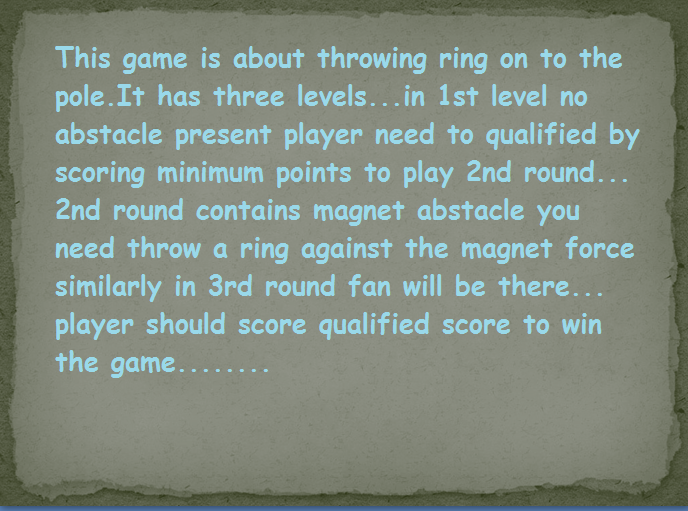 This game is about throwing ring on to the
pole.It has three levels...in 1st level no
abstacle present player need to qualified by
scoring minimum points to play 2nd round...
2nd round contains magnet abstacle you
need throw a ring against the magnet force
similarly in 3rd round fan will be there...
player should score qualified score to win
the game........